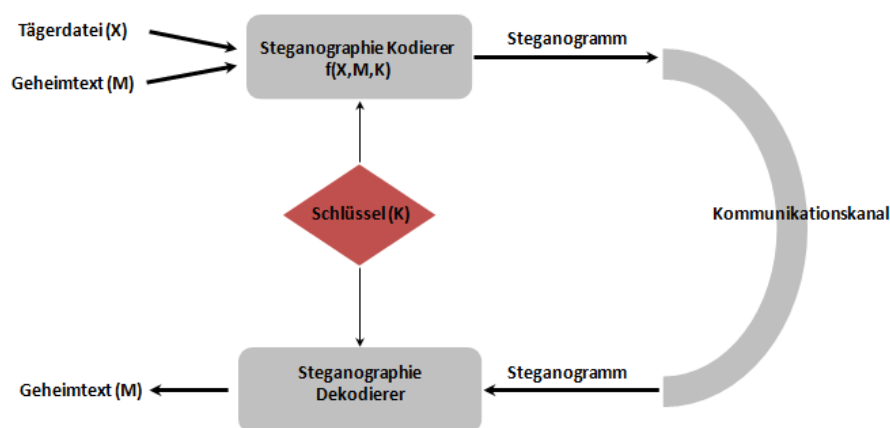 Tägerdatei (X)
Geheimtext (M)
Steganographie Kodierer
f(X,M,K)
Steganogramm
Schlüssel (K)
Kommunikationskanal
Geheimtext (M)
Steganographie
Dekodierer
Steganogramm